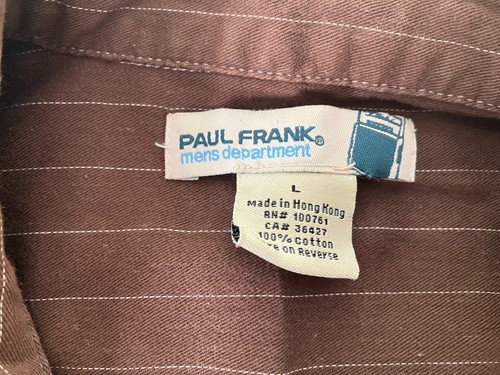 PAUL FRANK®
mens department
L
Made in Hong Kong
RN# 100761
CA# 36427
100% Cotton
on Reverse